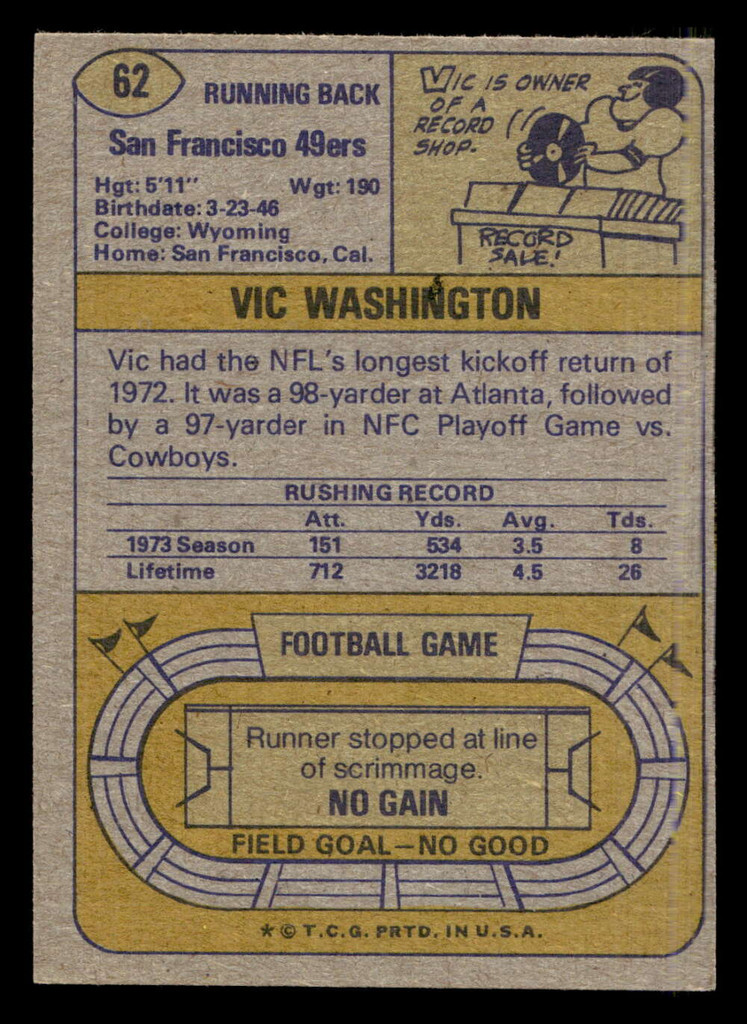 62
RUNNING BACK
San Francisco 49ers
Hgt: 5'11" Wgt: 190
Birthdate: 3-23-46
College: Wyoming
Home: San Francisco, Cal.
VIC IS OWNER
OF A
RECORD
SHOP.
RECORD
SALE!
VIC WASHINGTON
Vic had the NFL's longest kickoff return of
1972. It was a 98-yarder at Atlanta, followed
by a 97-yarder in NFC Playoff Game vs.
Cowboys.
RUSHING RECORD
Att. Yds. Avg. Tds.
1973 Season 151 534 3.5 8
Lifetime 712 3218 4.5 26
FOOTBALL GAME
Runner stopped at line
of scrimmage.
NO GAIN
FIELD GOAL—NO GOOD
* © T.C.G. PRTD. IN U.S.A.